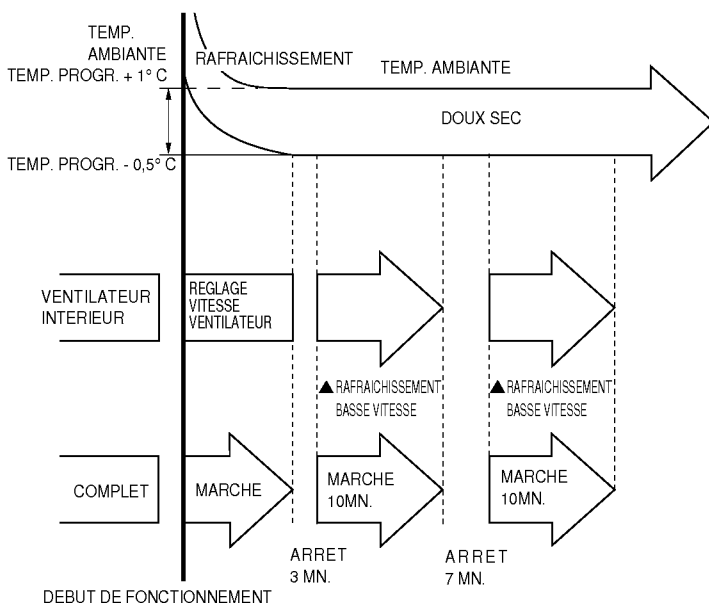 TEMP.
AMBIANTE
RAFRAICHISSEMENT
TEMP. AMBIANTE
TEMP. PROGR. + 1° C
DOUX SEC
TEMP. PROGR. - 0,5° C
VENTILATEUR
INTERIEUR
REGLAGE
VITESSE
VENTILATEUR
▲ RAFRAICHISSEMENT
BASSE VITESSE
▲ RAFRAICHISSEMENT
BASSE VITESSE
COMPLET
MARCHE
MARCHE
10MN.
MARCHE
10MN.
ARRET
3 MN.
ARRET
7 MN.
DEBUT DE FONCTIONNEMENT